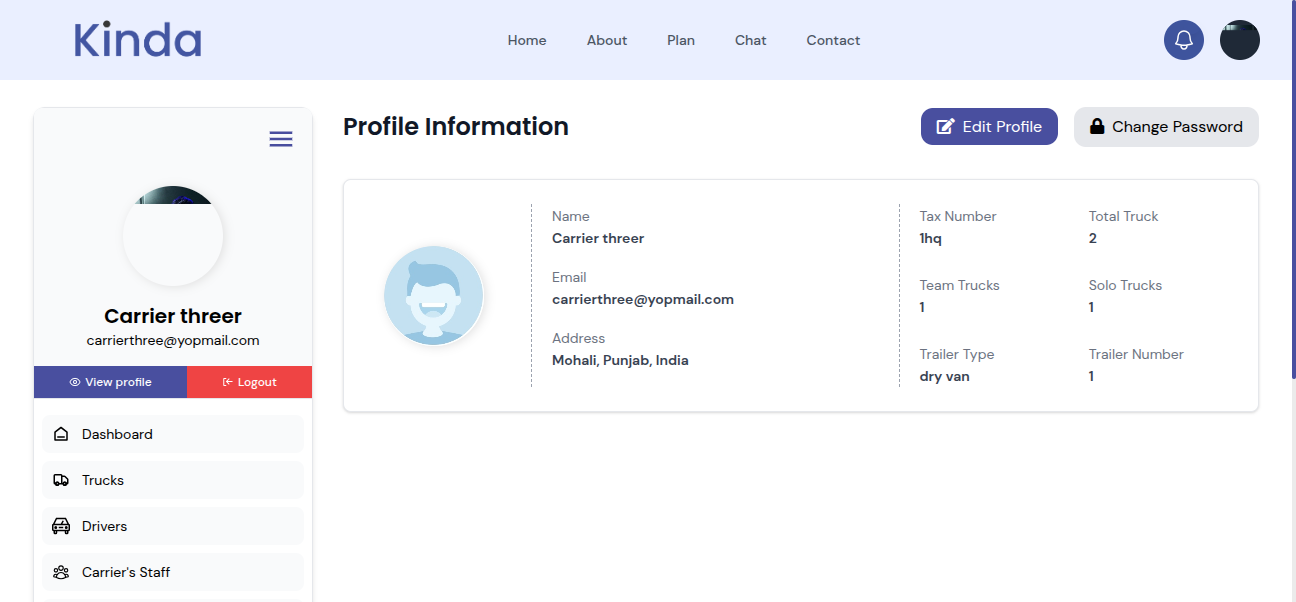 Kinda
Home About Plan Chat Contact
Profile Information
Edit Profile
Change Password
Carrier threer
carrierthree@yopmail.com
View profile
Logout
Dashboard
Trucks
Drivers
Carrier's Staff
Name
Carrier threer
Email
carrierthree@yopmail.com
Address
Mohali, Punjab, India
Tax Number
1hq
Total Truck
2
Team Trucks
1
Solo Trucks
1
Trailer Type
dry van
Trailer Number
1